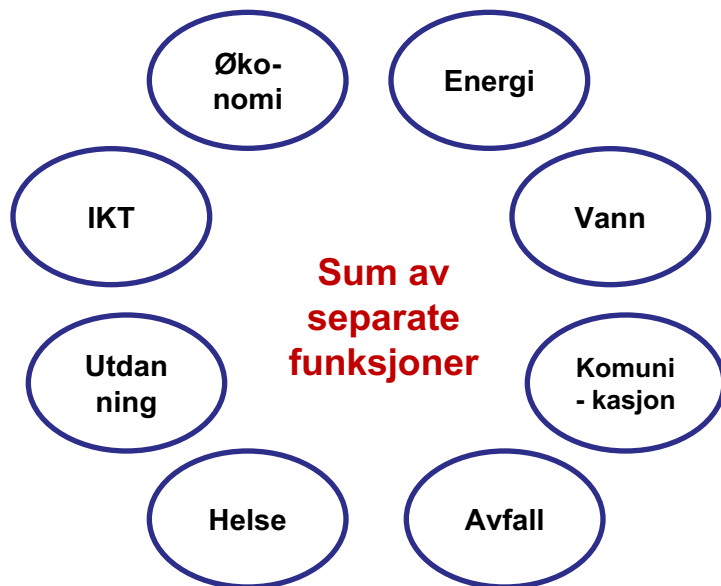 Øko-
nomi
Energi
IKT
Vann
Sum av
separate
funksjoner
Utdan
ning
Komuni
- kasjon
Helse
Avfall